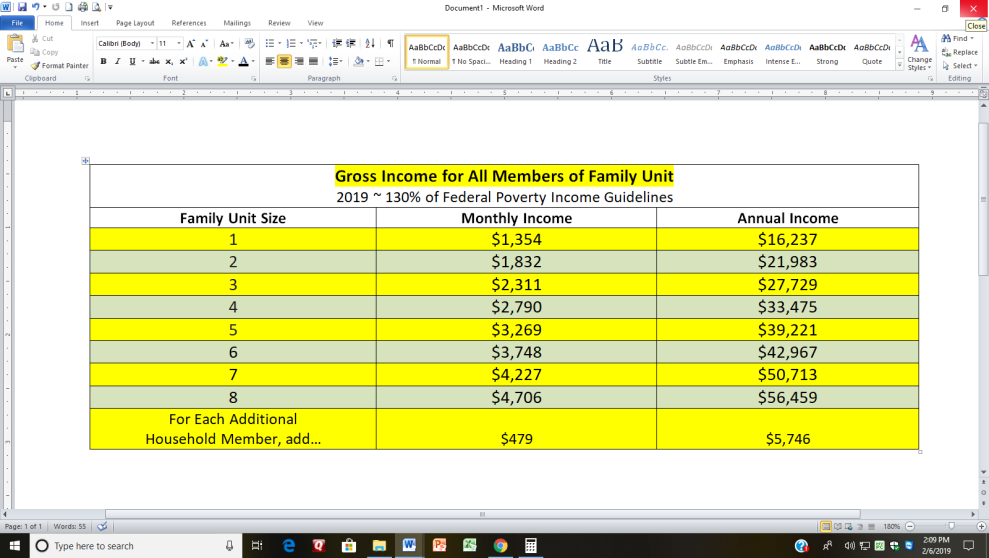 Document1 - Microsoft Word
File Home Insert Page Layout References Mailings Review View
Close
Paste
Cut
Copy
Format Painter
Clipboard
Calibri (Body) 11
Font
Paragraph
AaBbCcDc AaBbCcDc AaBbC AaBbCc AaB AaBbCc. AaBbCcDi AaBbCcDi AaBbCcDi AaBbCcDc AaBbCcDi
¶ Normal ¶ No Spaci... Heading 1 Heading 2 Title Subtitle Subtle Em... Emphasis Intense E... Strong Quote
Styles
Change Styles
Find
Replace
Select
Editing
Gross Income for All Members of Family Unit
2019 ~ 130% of Federal Poverty Income Guidelines
Family Unit Size Monthly Income Annual Income
1 $1,354 $16,237
2 $1,832 $21,983
3 $2,311 $27,729
4 $2,790 $33,475
5 $3,269 $39,221
6 $3,748 $42,967
7 $4,227 $50,713
8 $4,706 $56,459
For Each Additional
Household Member, add... $479 $5,746
Page: 1 of 1 Words: 55 180%
Type here to search
2:09 PM
2/6/2019